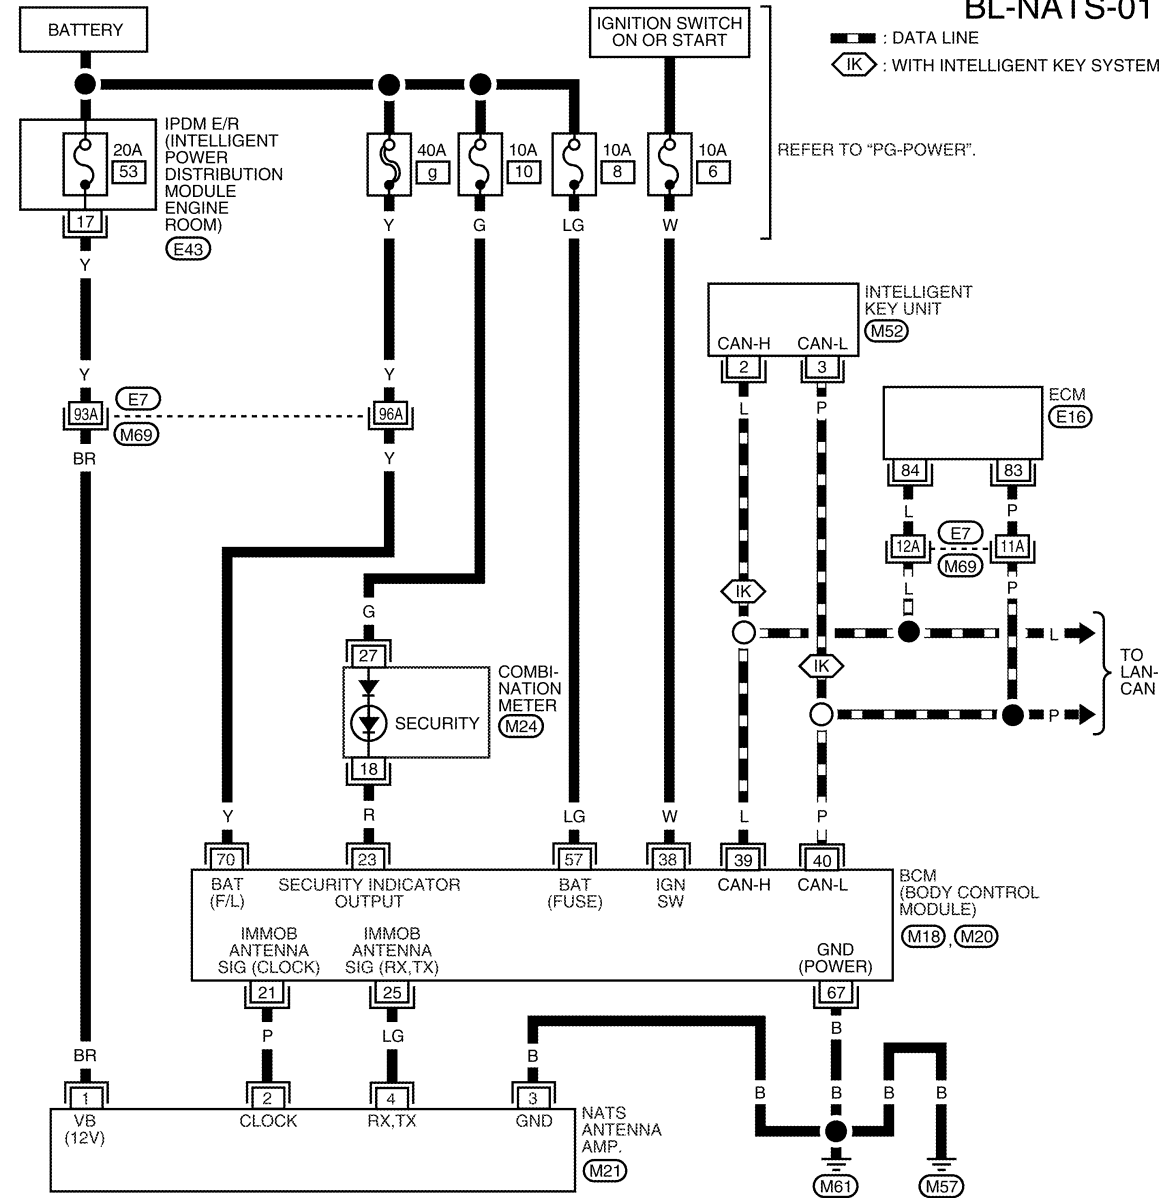 BL-NATS-01
BATTERY
IGNITION SWITCH
ON OR START
: DATA LINE
IK : WITH INTELLIGENT KEY SYSTEM
IPDM E/R
(INTELLIGENT
POWER
DISTRIBUTION
MODULE
ENGINE
ROOM)
E43
20A
53
40A
g
10A
10
10A
8
10A
6
REFER TO “PG-POWER”.
17
Y
Y
G
LG
W
Y
Y
93A
E7
M69
96A
BR
Y
INTELLIGENT
KEY UNIT
M52
CAN-H
CAN-L
2
3
L
P
ECM
E16
84
83
L
P
12A
E7
M69
11A
L
P
IK
IK
L
P
TO
LAN-
CAN
G
27
COMBI-
NATION
METER
M24
SECURITY
18
Y
R
LG
W
L
P
70
23
57
38
39
40
BAT
(F/L)
SECURITY INDICATOR
OUTPUT
BAT
(FUSE)
IGN
SW
CAN-H
CAN-L
BCM
(BODY CONTROL
MODULE)
M18 , M20
IMMOB
ANTENNA
SIG (CLOCK)
IMMOB
ANTENNA
SIG (RX,TX)
GND
(POWER)
21
25
67
P
LG
B
BR
B
B
B
B
B
1
2
4
3
VB
(12V)
CLOCK
RX,TX
GND
NATS
ANTENNA
AMP.
M21
M61
M57